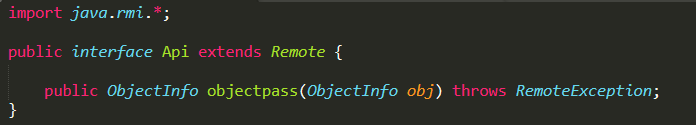 import java.rmi.*;
public interface Api extends Remote {
public ObjectInfo objectpass(ObjectInfo obj) throws RemoteException;
}